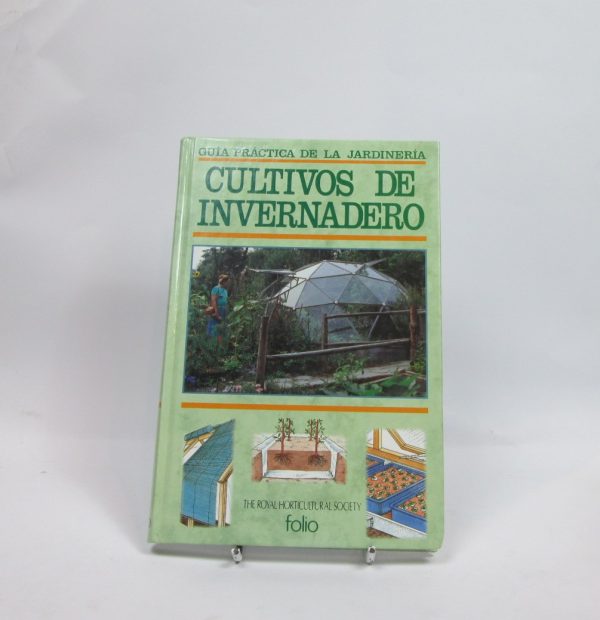 GUÍA PRÁCTICA DE LA JARDINERÍA
CULTIVOS DE
INVERNADERO
THE ROYAL HORTICULTURAL SOCIETY
folio